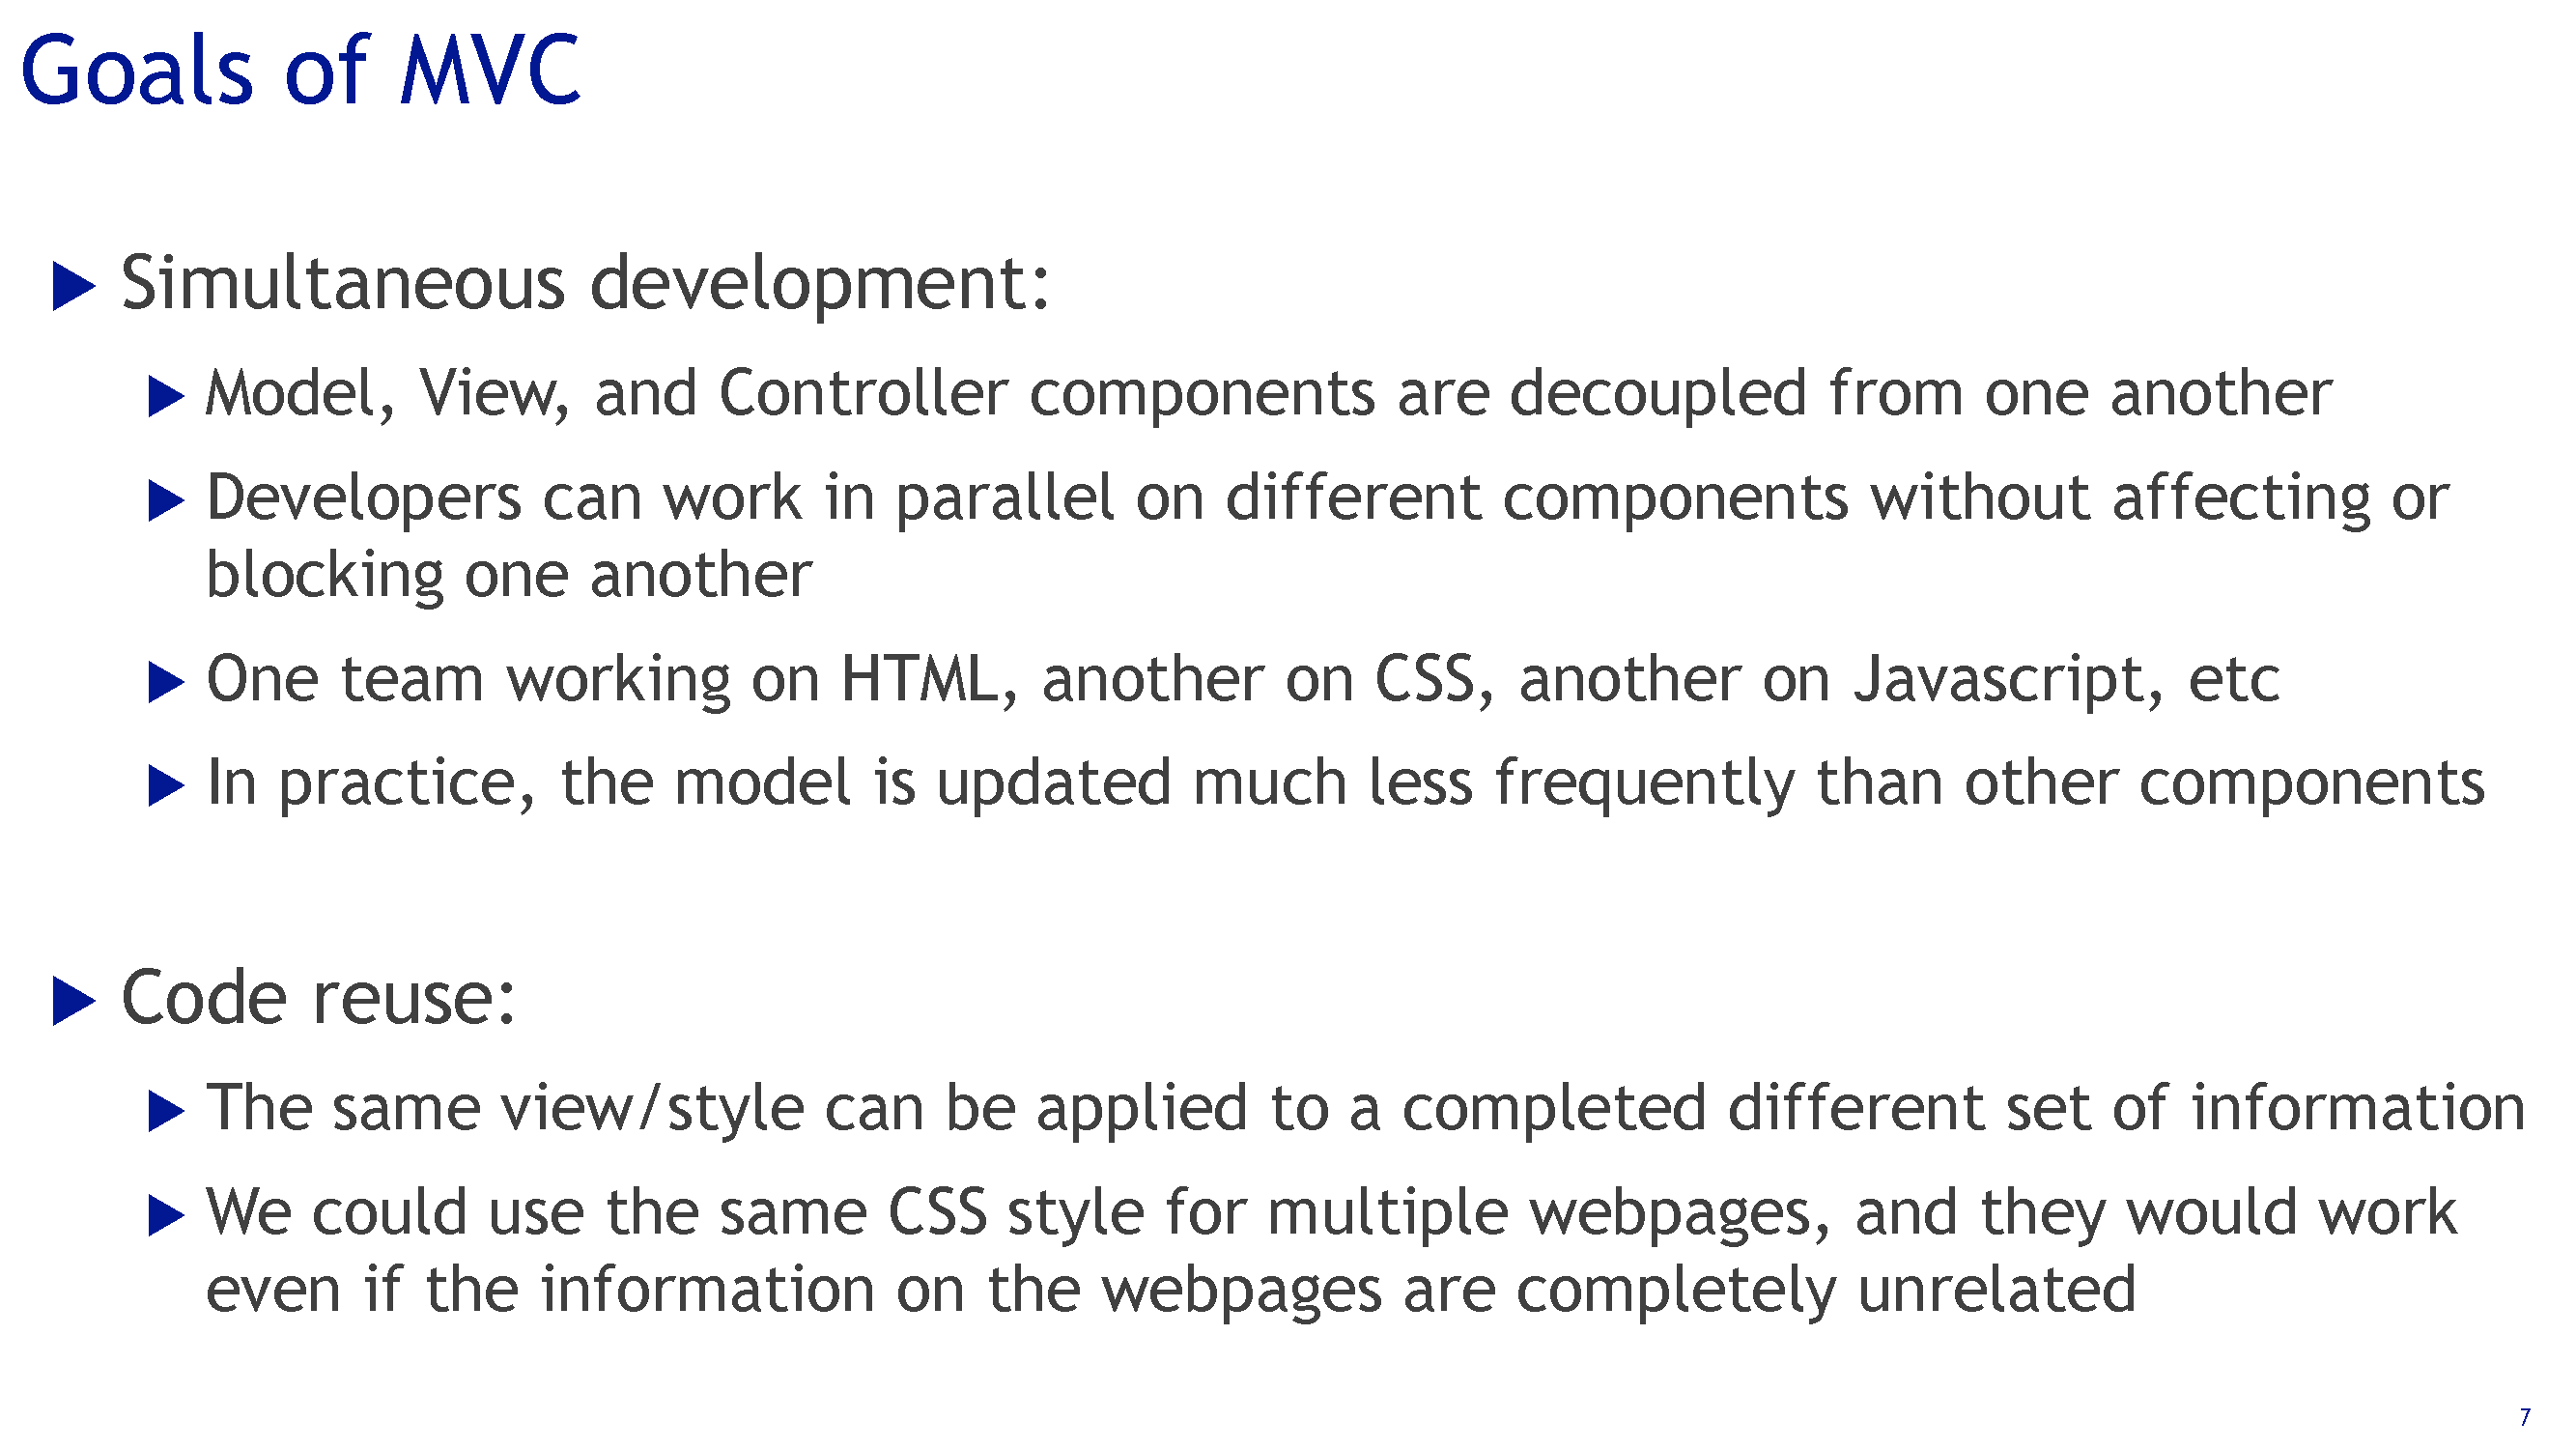 Goals of MVC
Simultaneous development:
Model, View, and Controller components are decoupled from one another
Developers can work in parallel on different components without affecting or
blocking one another
One team working on HTML, another on CSS, another on Javascript, etc
In practice, the model is updated much less frequently than other components
Code reuse:
The same view/style can be applied to a completed different set of information
We could use the same CSS style for multiple webpages, and they would work
even if the information on the webpages are completely unrelated
7